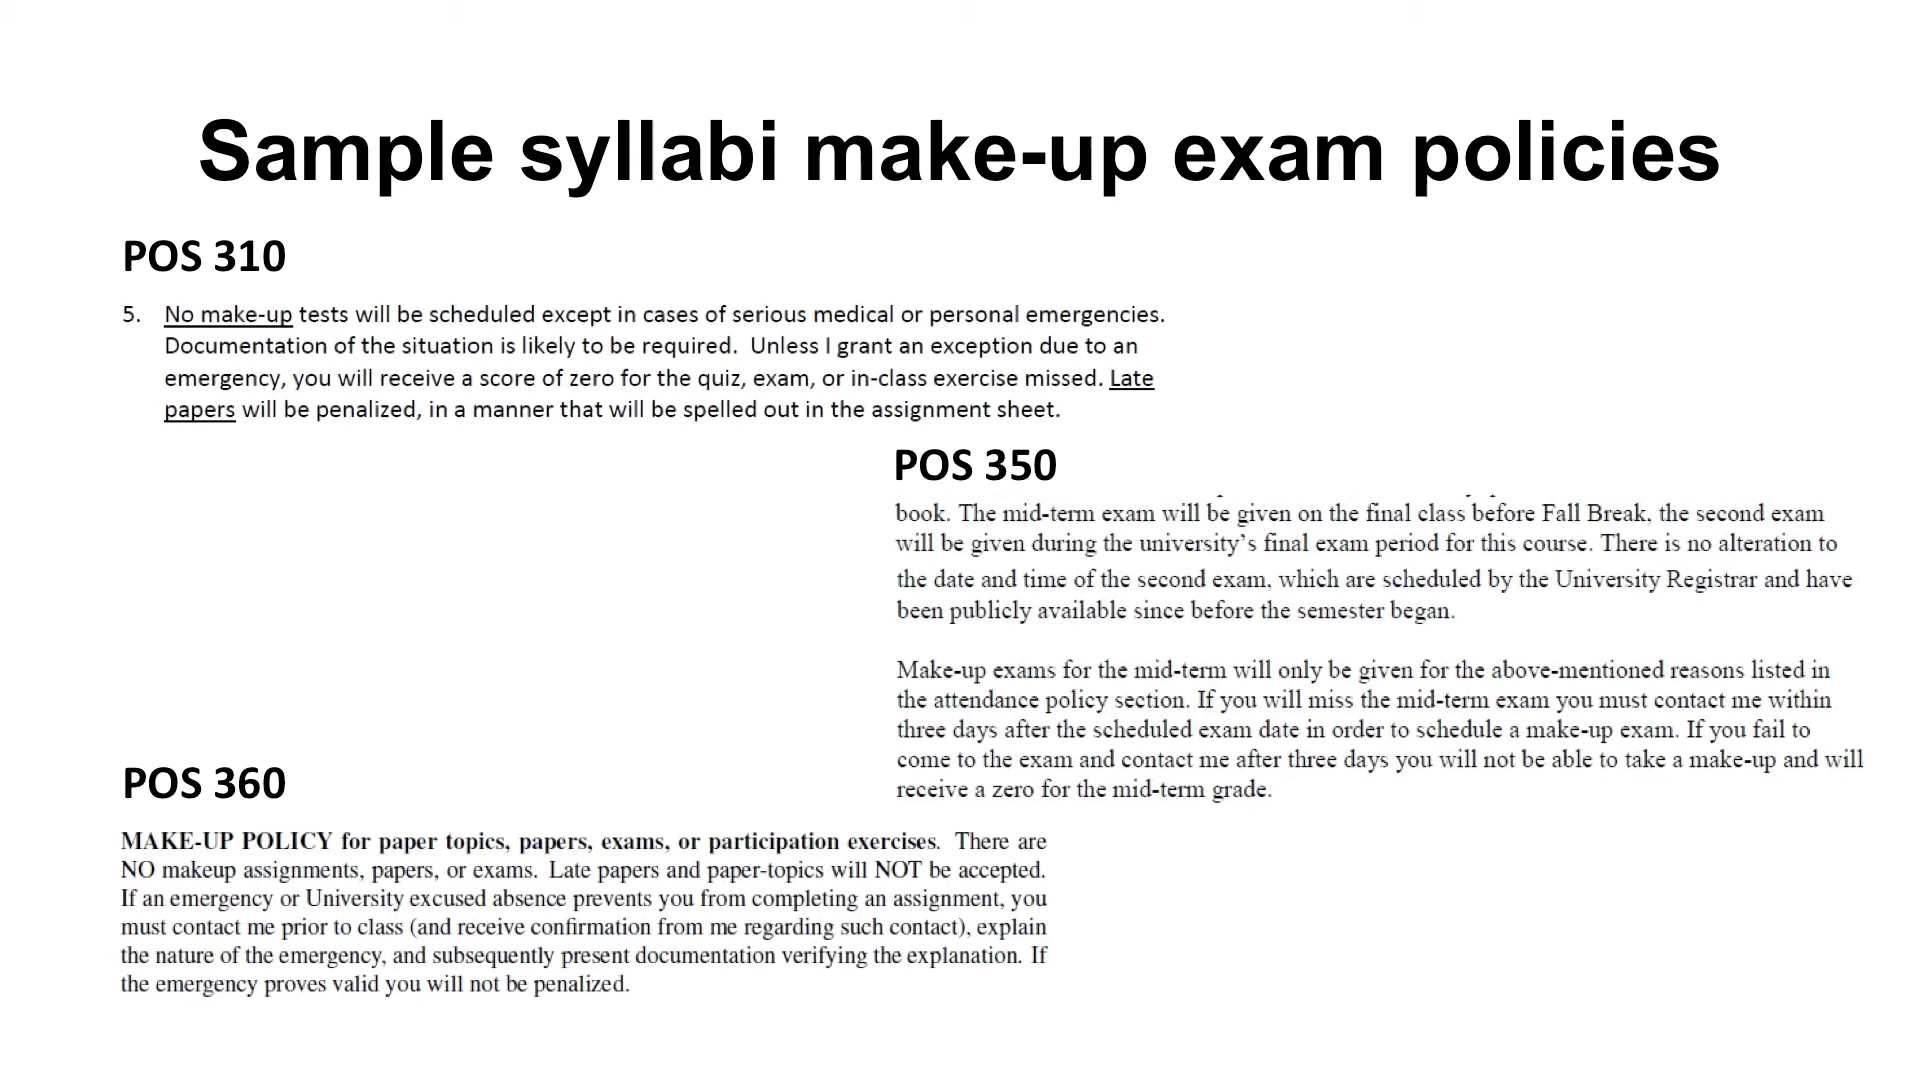 Sample syllabi make-up exam policies
POS 310
5. No make-up tests will be scheduled except in cases of serious medical or personal emergencies.
Documentation of the situation is likely to be required. Unless I grant an exception due to an
emergency, you will receive a score of zero for the quiz, exam, or in-class exercise missed. Late
papers will be penalized, in a manner that will be spelled out in the assignment sheet.
POS 350
book. The mid-term exam will be given on the final class before Fall Break, the second exam
will be given during the university’s final exam period for this course. There is no alteration to
the date and time of the second exam, which are scheduled by the University Registrar and have
been publicly available since before the semester began.
Make-up exams for the mid-term will only be given for the above-mentioned reasons listed in
the attendance policy section. If you will miss the mid-term exam you must contact me within
three days after the scheduled exam date in order to schedule a make-up exam. If you fail to
come to the exam and contact me after three days you will not be able to take a make-up and will
receive a zero for the mid-term grade.
POS 360
MAKE-UP POLICY for paper topics, papers, exams, or participation exercises. There are
NO makeup assignments, papers, or exams. Late papers and paper-topics will NOT be accepted.
If an emergency or University excused absence prevents you from completing an assignment, you
must contact me prior to class (and receive confirmation from me regarding such contact), explain
the nature of the emergency, and subsequently present documentation verifying the explanation. If
the emergency proves valid you will not be penalized.